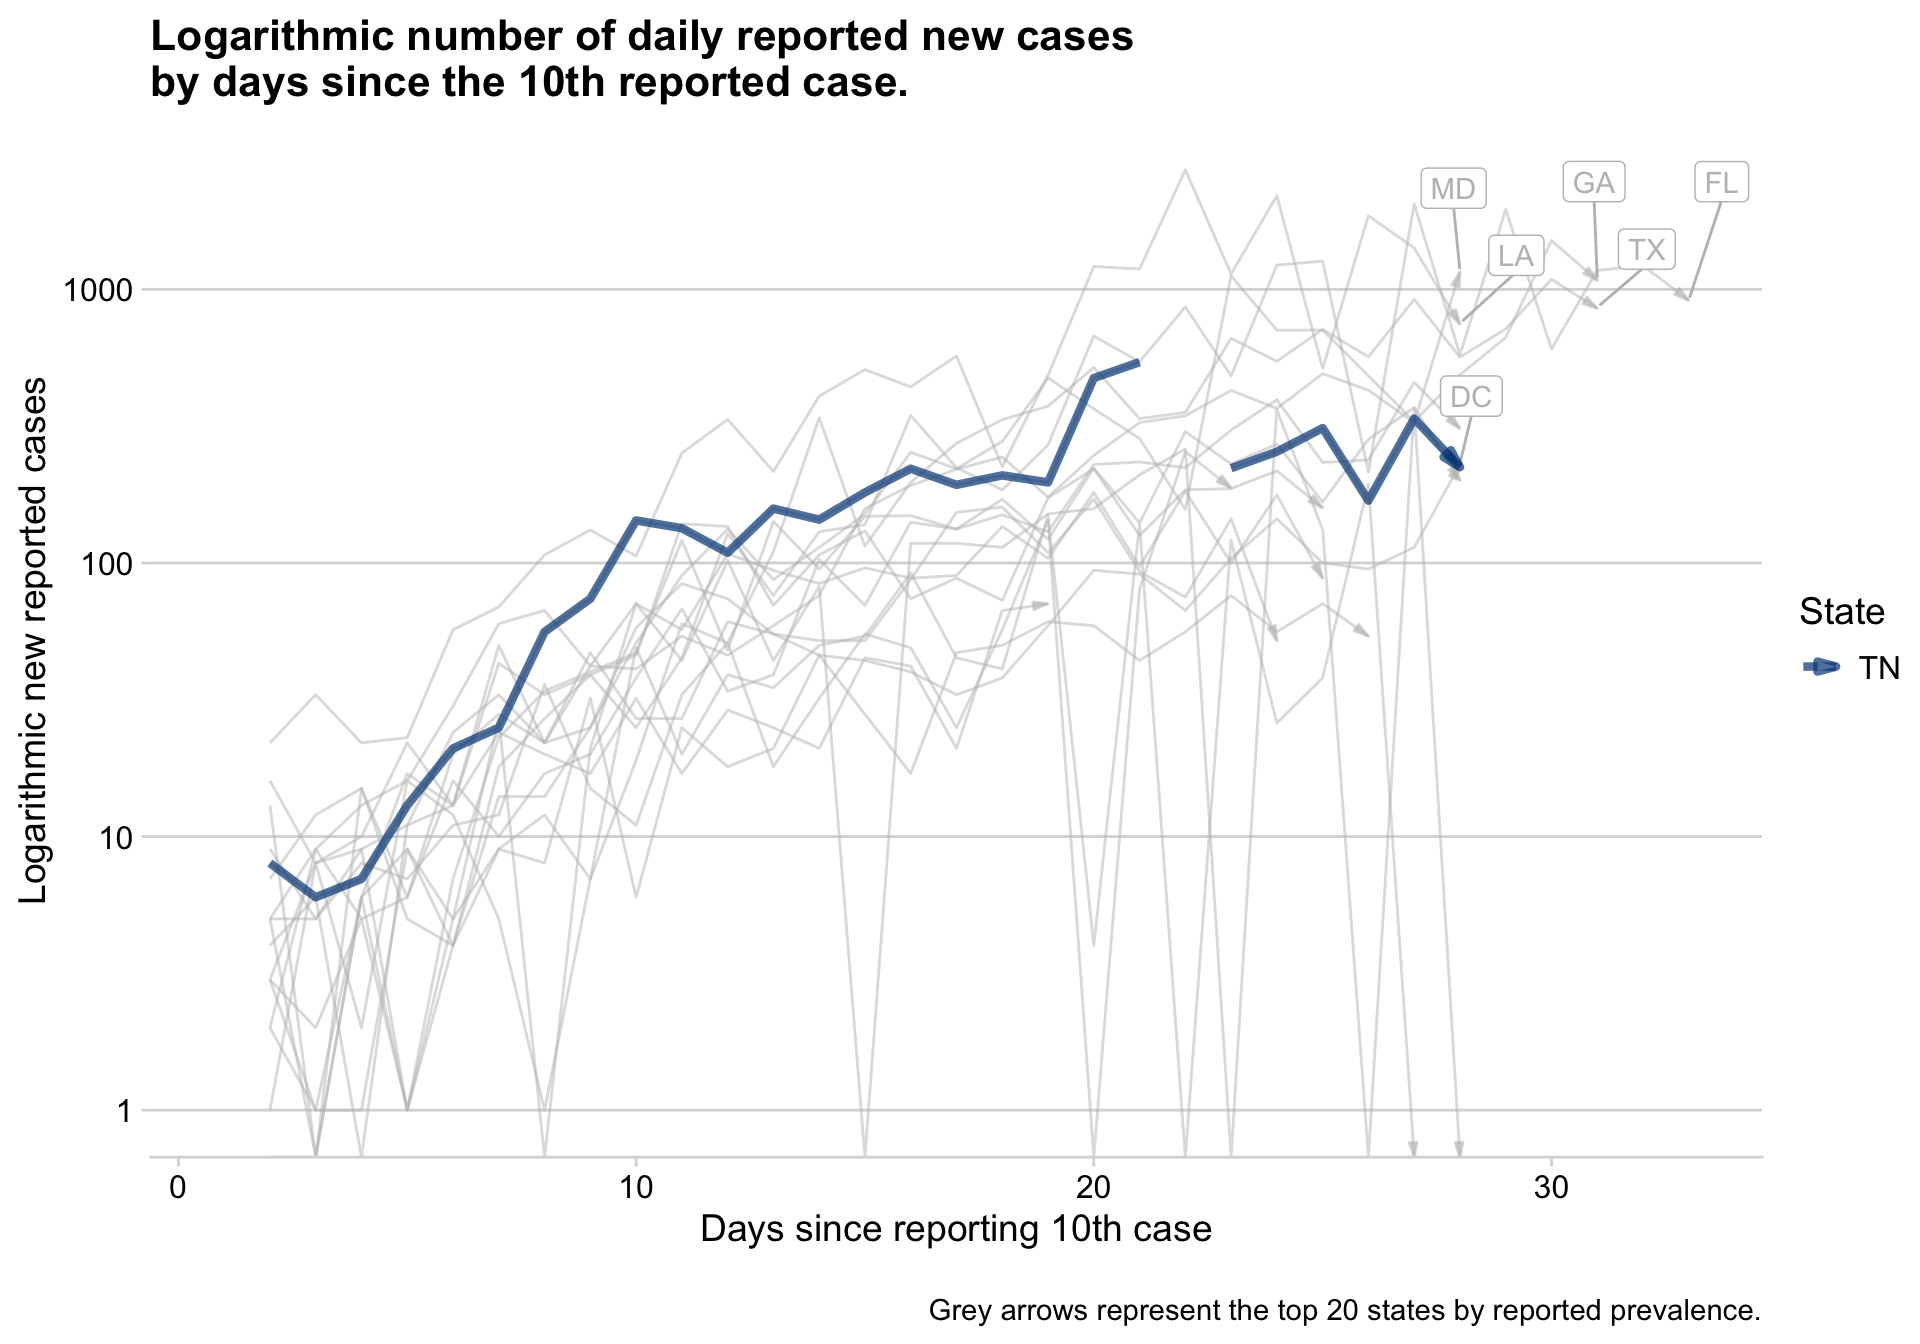 Logarithmic number of daily reported new cases
by days since the 10th reported case.
MD
GA
FL
LA
TX
DC
1000
100
10
1
Logarithmic new reported cases
0
10
20
30
Days since reporting 10th case
State
TN
Grey arrows represent the top 20 states by reported prevalence.